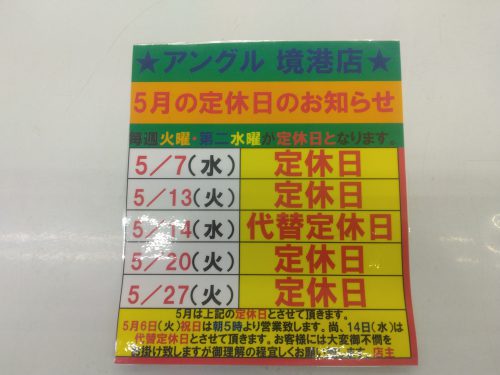 ★アングル 境港店★
5月の定休日のお知らせ
毎週火曜・第二水曜が定休日となります。
5/7(水) 定休日
5/13(火) 定休日
5/14(水) 代替定休日
5/20(火) 定休日
5/27(火) 定休日
5月は上記の定休日とさせて頂きます。
5月6日(火)祝日は朝5時より営業致します。尚、14日(水)は
代替定休日とさせて頂きます。お客様には大変御不憫を
お掛け致しますが御理解の程宜しくお願い致します。店主